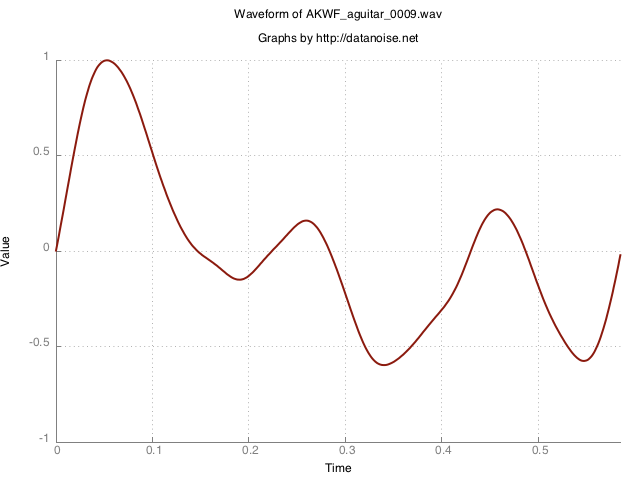 Waveform of AKWF_aguitar_0009.wav
Graphs by http://datanoise.net
1
0.5
0
-0.5
-1
Value
0 0.1 0.2 0.3 0.4 0.5
Time